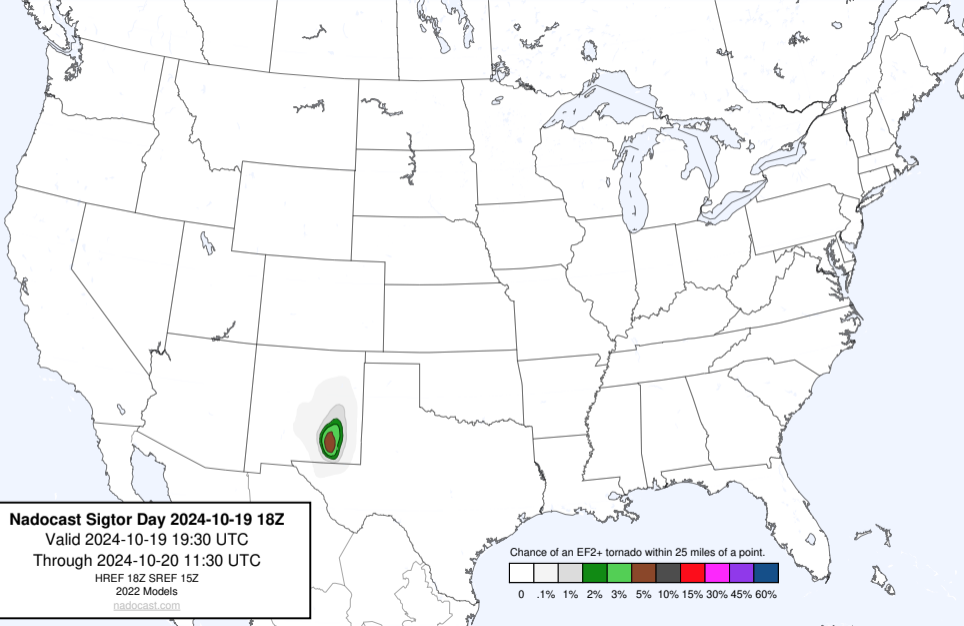 Nadocast Sigtor Day 2024-10-19 18Z
Valid 2024-10-19 19:30 UTC
Through 2024-10-20 11:30 UTC
HREF 18Z SREF 15Z
2022 Models
nadocast.com
Chance of an EF2+ tornado within 25 miles of a point.
0 .1% 1% 2% 3% 5% 10% 15% 30% 45% 60%